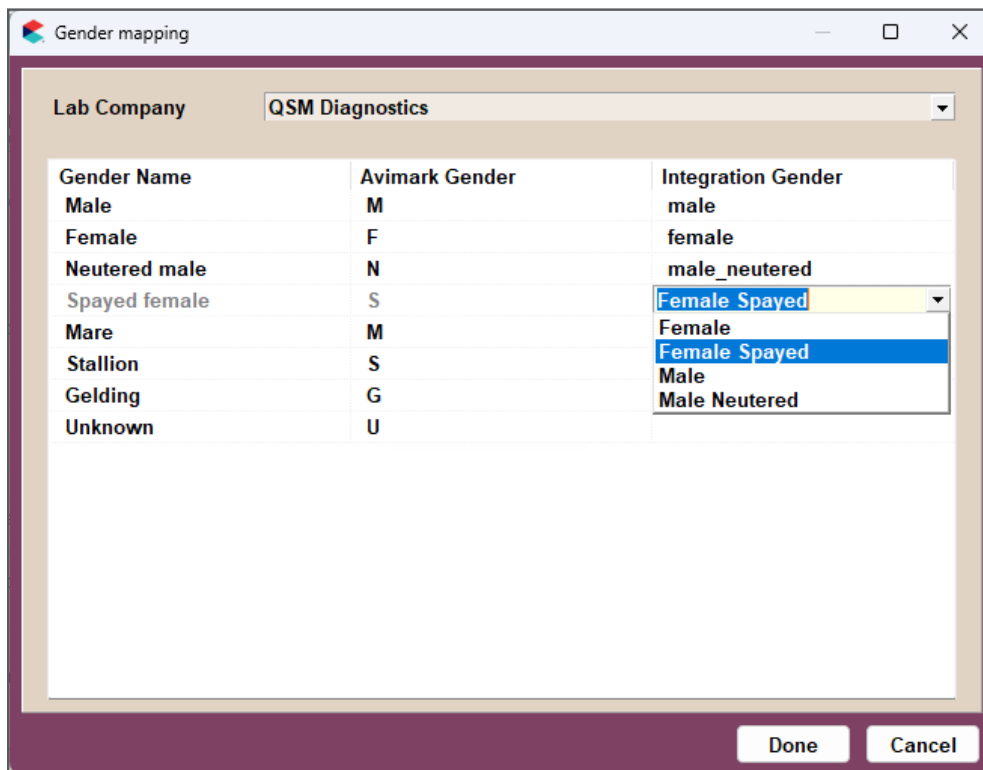 Gender mapping
Lab Company QSM Diagnostics
Gender Name Avimark Gender Integration Gender
Male M male
Female F female
Neutered male N male_neutered
Spayed female S Female Spayed
Mare M Female
Female Spayed
Stallion S Male
Gelding G Male Neutered
Unknown U
Done Cancel